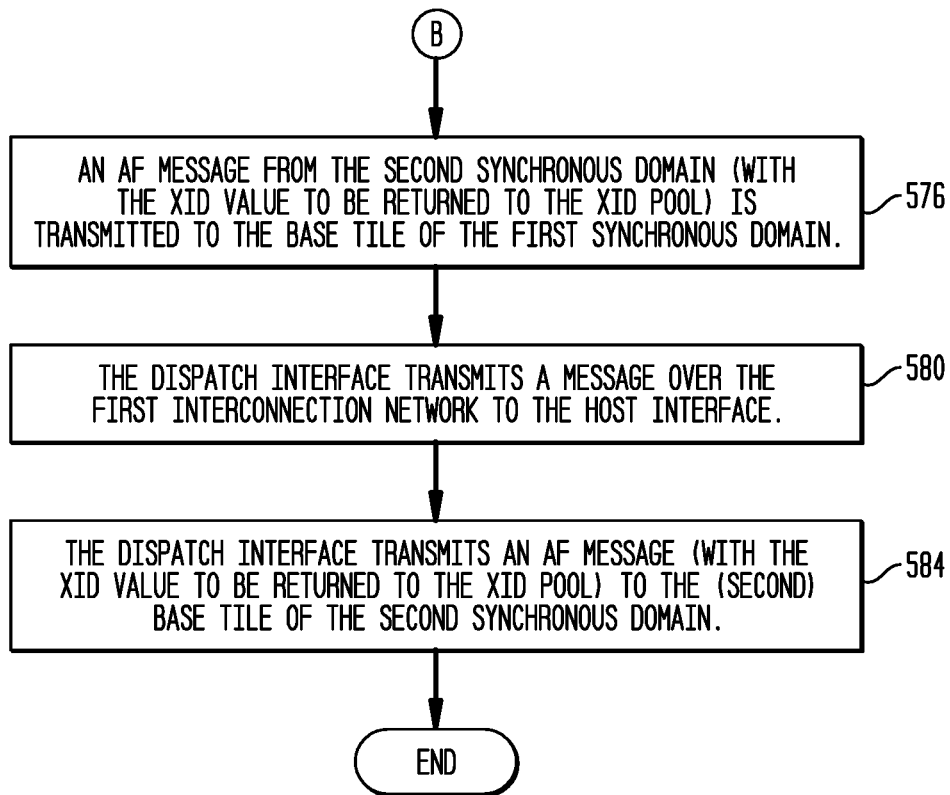 B
AN AF MESSAGE FROM THE SECOND SYNCHRONOUS DOMAIN (WITH
THE XID VALUE TO BE RETURNED TO THE XID POOL) IS
TRANSMITTED TO THE BASE TILE OF THE FIRST SYNCHRONOUS DOMAIN.
576
THE DISPATCH INTERFACE TRANSMITS A MESSAGE OVER THE
FIRST INTERCONNECTION NETWORK TO THE HOST INTERFACE.
580
THE DISPATCH INTERFACE TRANSMITS AN AF MESSAGE (WITH THE
XID VALUE TO BE RETURNED TO THE XID POOL) TO THE (SECOND)
BASE TILE OF THE SECOND SYNCHRONOUS DOMAIN.
584
END